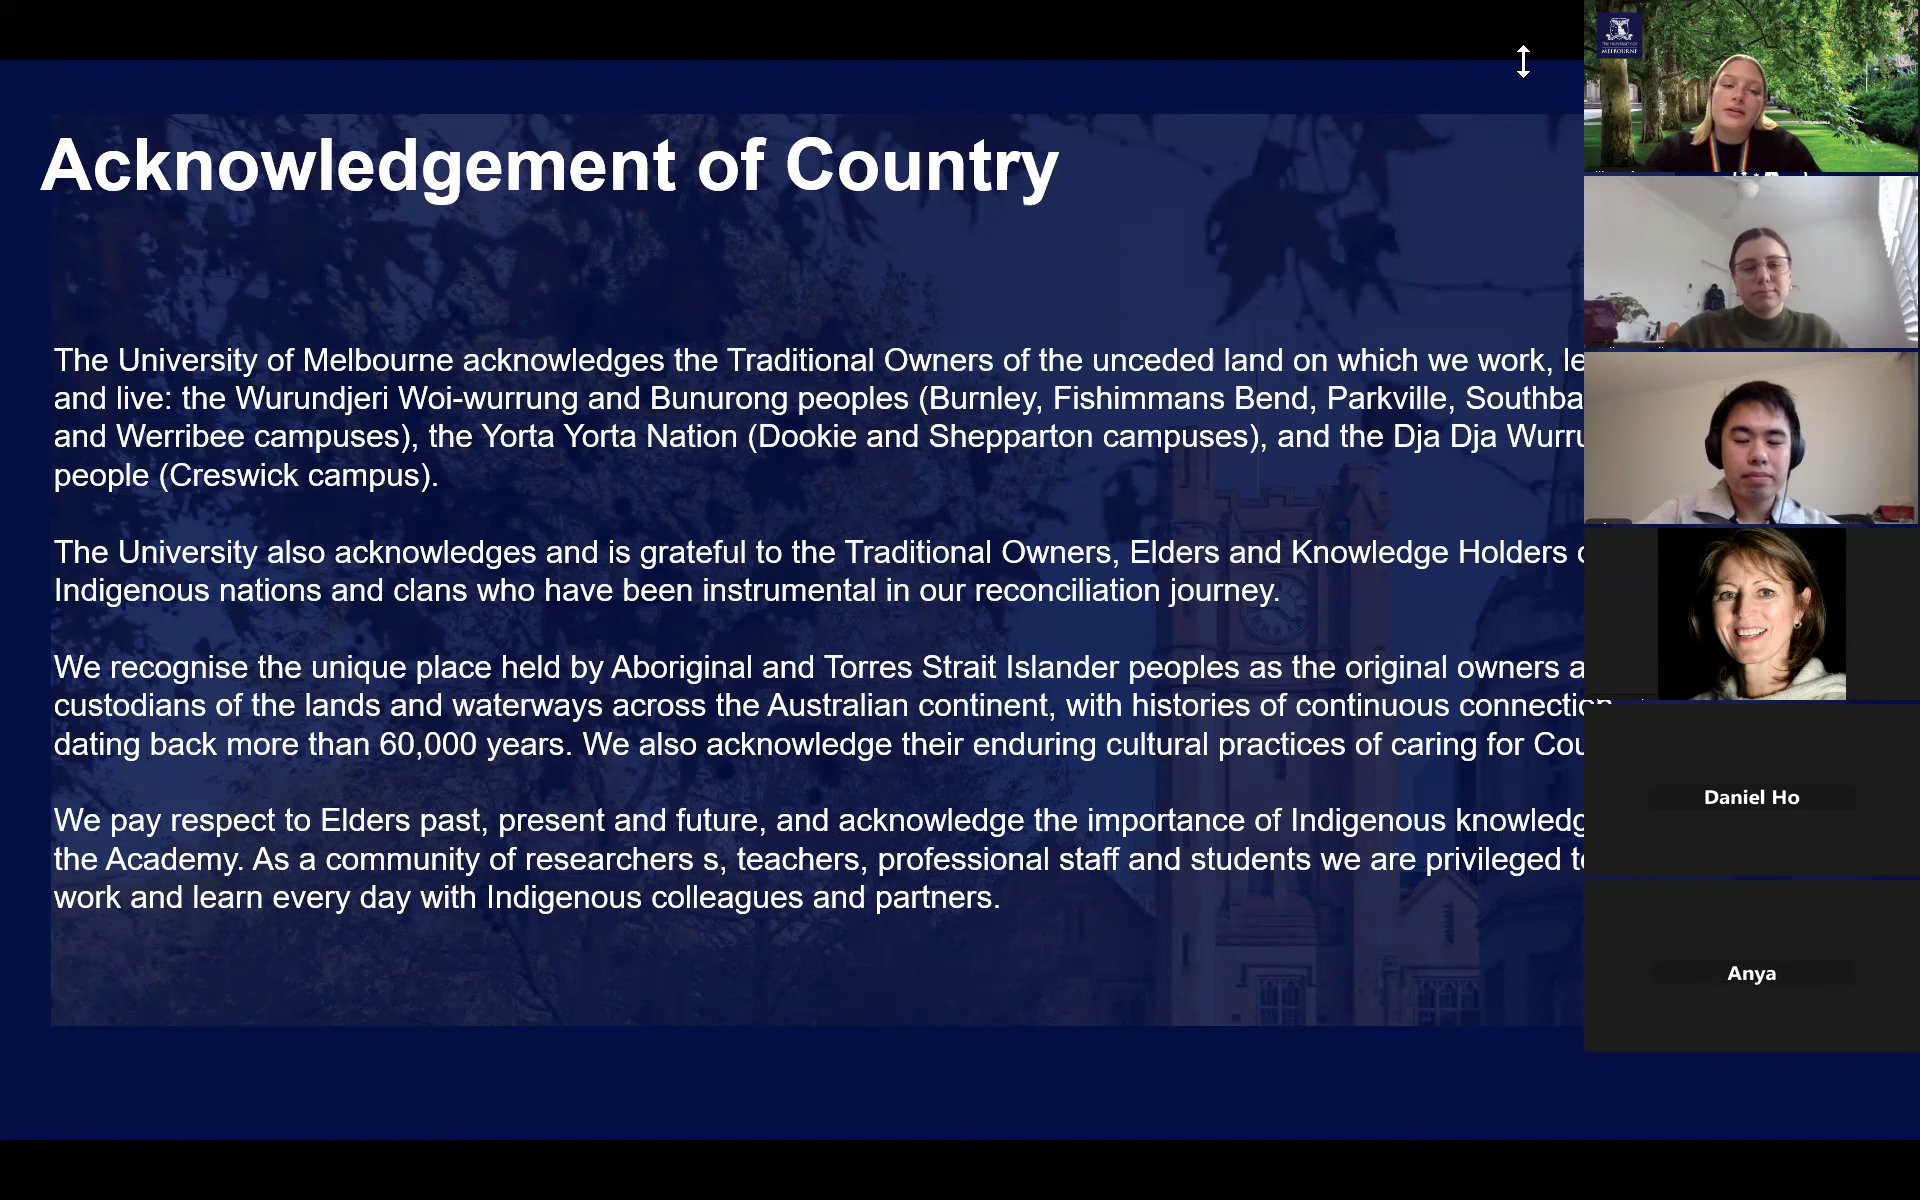 Acknowledgement of Country
The University of Melbourne acknowledges the Traditional Owners of the unceded land on which we work,
and live: the Wurundjeri Woi-wurrung and Bunurong peoples (Burnley, Fishimmans Bend, Parkville,
and Werribee campuses), the Yorta Yorta Nation (Dookie and Shepparton campuses), and the Dja Dja
people (Creswick campus).
The University also acknowledges and is grateful to the Traditional Owners, Elders and Knowledge Holders
Indigenous nations and clans who have been instrumental in our reconciliation journey.
We recognise the unique place held by Aboriginal and Torres Strait Islander peoples as the original owners
custodians of the lands and waterways across the Australian continent, with histories of continuous connection
dating back more than 60,000 years. We also acknowledge their enduring cultural practices of caring for
We pay respect to Elders past, present and future, and acknowledge the importance of Indigenous
the Academy. As a community of researchers s, teachers, professional staff and students we are privileged
work and learn every day with Indigenous colleagues and partners.
THE UNIVERSITY OF
MELBOURNE
Daniel Ho
Anya